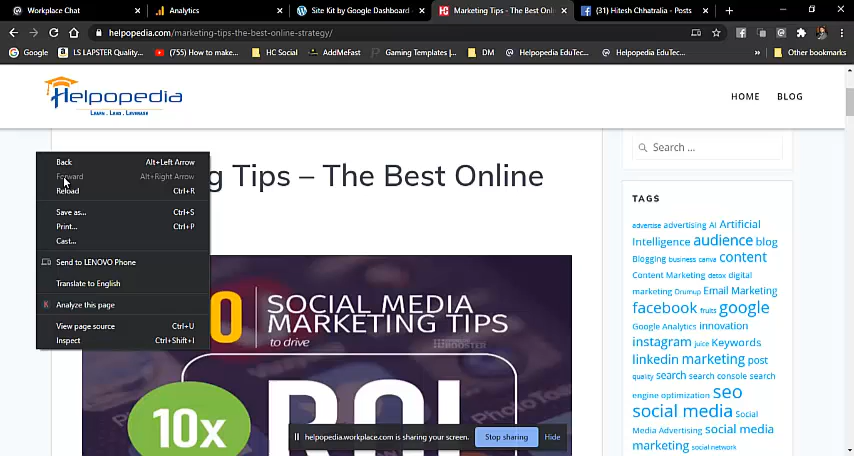 Workplace Chat
Analytics
Site Kit by Google Dashboard
Marketing Tips - The Best Onlin
(31) Hitesh Chhatralia - Posts
helpopedia.com/marketing-tips-the-best-online-strategy/
Google
LS LAPSTER Quality...
(755) How to make...
HC Social
AddMeFast
Gaming Templates |...
DM
Helpopedia EduTec...
Helpopedia EduTec...
Other bookmarks
Helpopedia
Learn . Lead . Leverage
HOME
BLOG
g Tips – The Best Online
Back Alt+Left Arrow
Forward Alt+Right Arrow
Reload Ctrl+R
Save as... Ctrl+S
Print... Ctrl+P
Cast...
Send to LENOVO Phone
Translate to English
Analyze this page
View page source Ctrl+U
Inspect Ctrl+Shift+I
0 SOCIAL MEDIA
MARKETING TIPS
to drive
ROI
10x
Search ...
TAGS
advertise advertising AI Artificial
Intelligence audience blog
Blogging business canva content
Content Marketing detox digital
marketing Drumup Email Marketing
facebook fruits google
Google Analytics innovation
instagram juice Keywords
linkedin marketing post
quality search search console search
engine optimization seo
social media Social
Media Advertising social media
marketing social network
helpopedia.workplace.com is sharing your screen.
Stop sharing
Hide